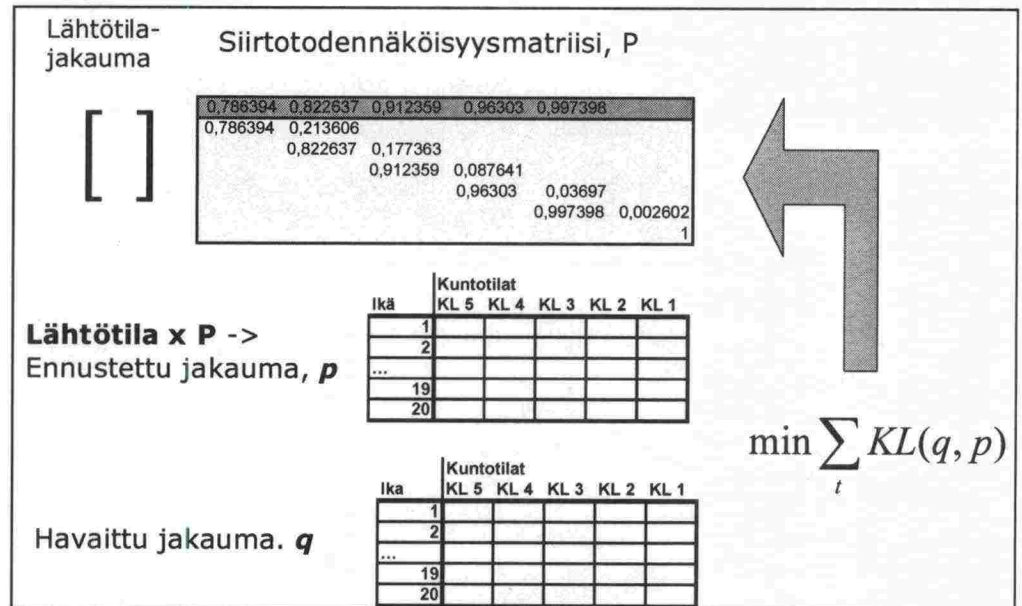 Lähtötila-
jakauma
Siirtotodennäköisyysmatriisi, P
[ ]
0,786394 0,822637 0,912359 0,96303 0,997398
0,786394 0,213606
0,822637 0,177363
0,912359 0,087641
0,96303 0,03697
0,997398 0,002602
1
Lähtötila x P ->
Ennustettu jakauma, p
Kuntotilat
Ikä KL 5 KL 4 KL 3 KL 2 KL 1
1
2
...
19
20
min ∑ KL(q, p)
t
Havaittu jakauma. q
Kuntotilat
Ika KL 5 KL 4 KL 3 KL 2 KL 1
1
2
...
19
20